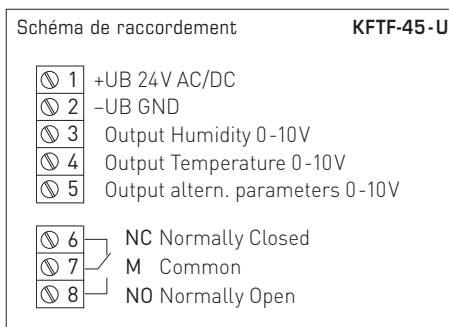 Schéma de raccordement KFTF-45-U
1 +UB 24V AC/DC
2 –UB GND
3 Output Humidity 0-10V
4 Output Temperature 0-10V
5 Output altern. parameters 0-10V
6 NC Normally Closed
7 M Common
8 NO Normally Open